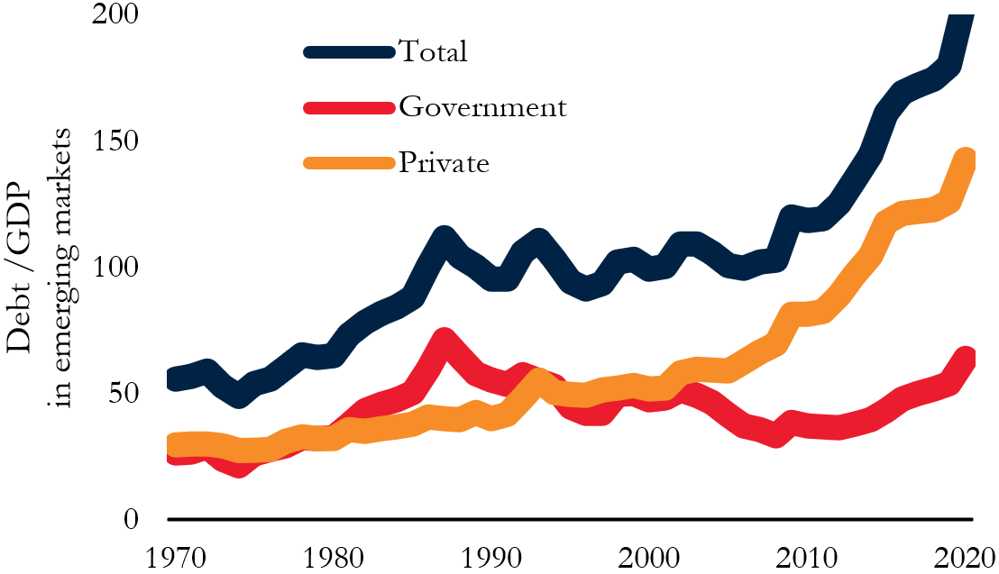 Debt /GDP
in emerging markets
200
150
100
50
0
Total
Government
Private
1970 1980 1990 2000 2010 2020